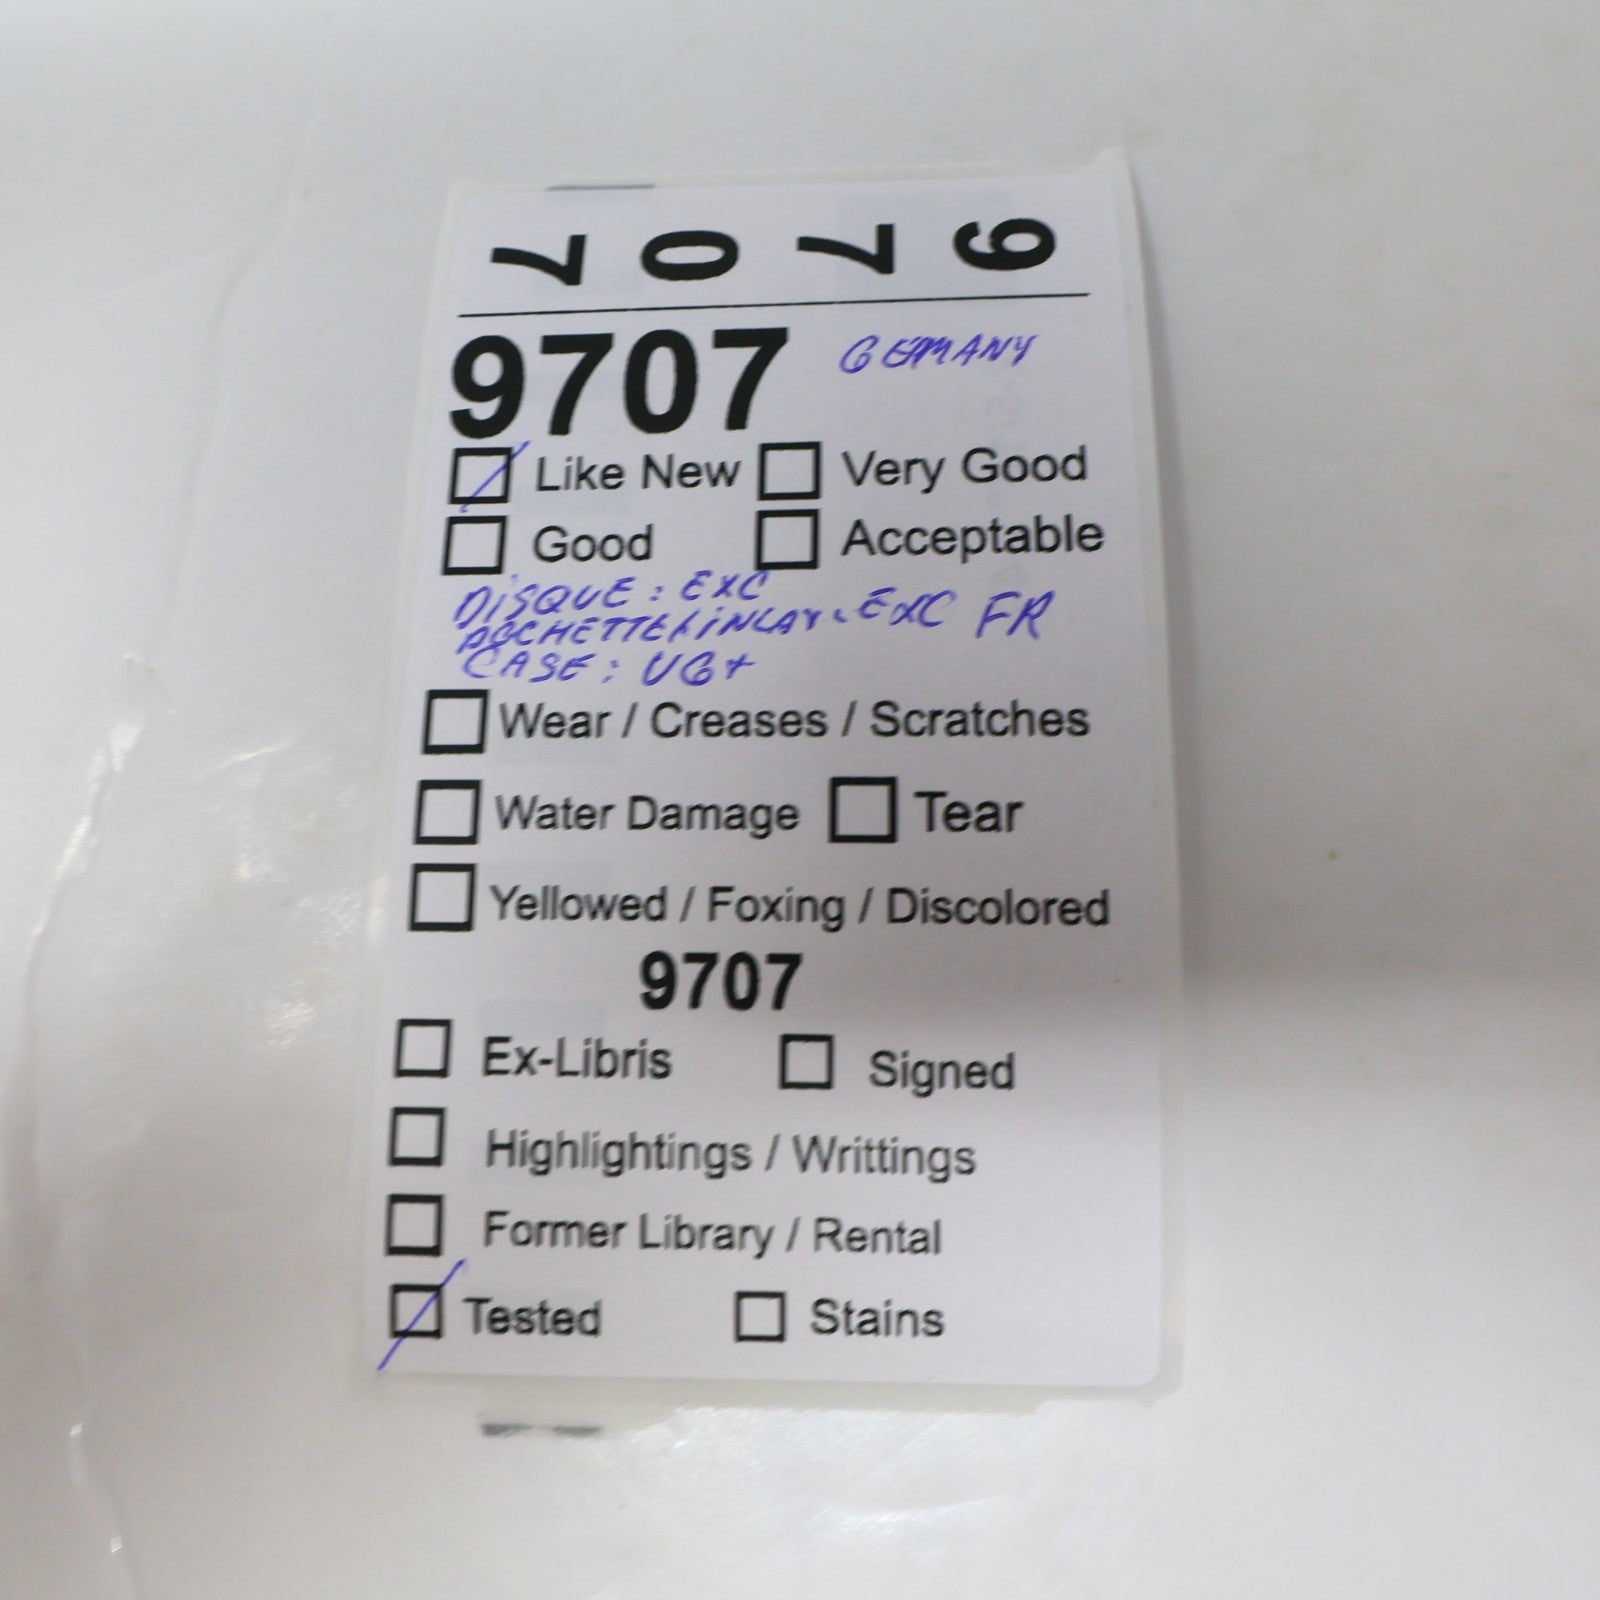 9707
9707 GERMANY
Like New Very Good
Good Acceptable
DISQUE: EXC
POCHETTE/INLAY: EXC FR
CASE: VG+
Wear / Creases / Scratches
Water Damage Tear
Yellowed / Foxing / Discolored
9707
Ex-Libris Signed
Highlightings / Writtings
Former Library / Rental
Tested Stains